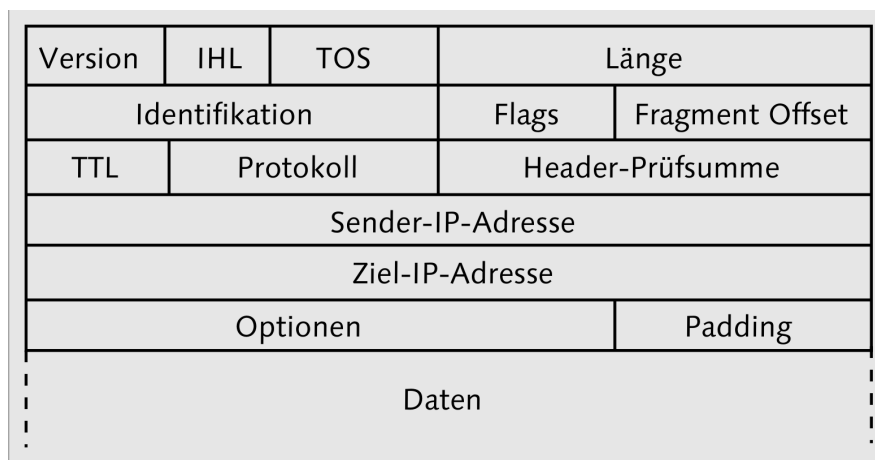 Version IHL TOS Länge
Identifikation Flags Fragment Offset
TTL Protokoll Header-Prüfsumme
Sender-IP-Adresse
Ziel-IP-Adresse
Optionen Padding
Daten